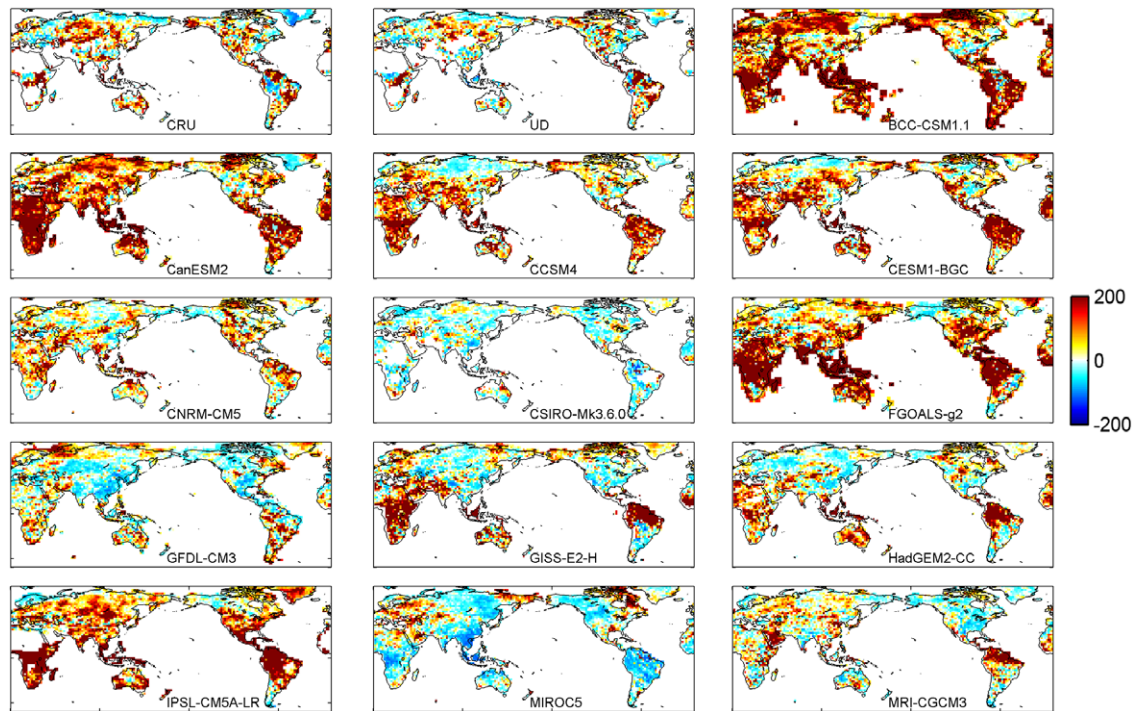 CRU
UD
BCC-CSM1.1
CanESM2
CCSM4
CESM1-BGC
CNRM-CM5
CSIRO-Mk3.6.0
FGOALS-g2
200
0
-200
GFDL-CM3
GISS-E2-H
HadGEM2-CC
IPSL-CM5A-LR
MIROC5
MRI-CGCM3